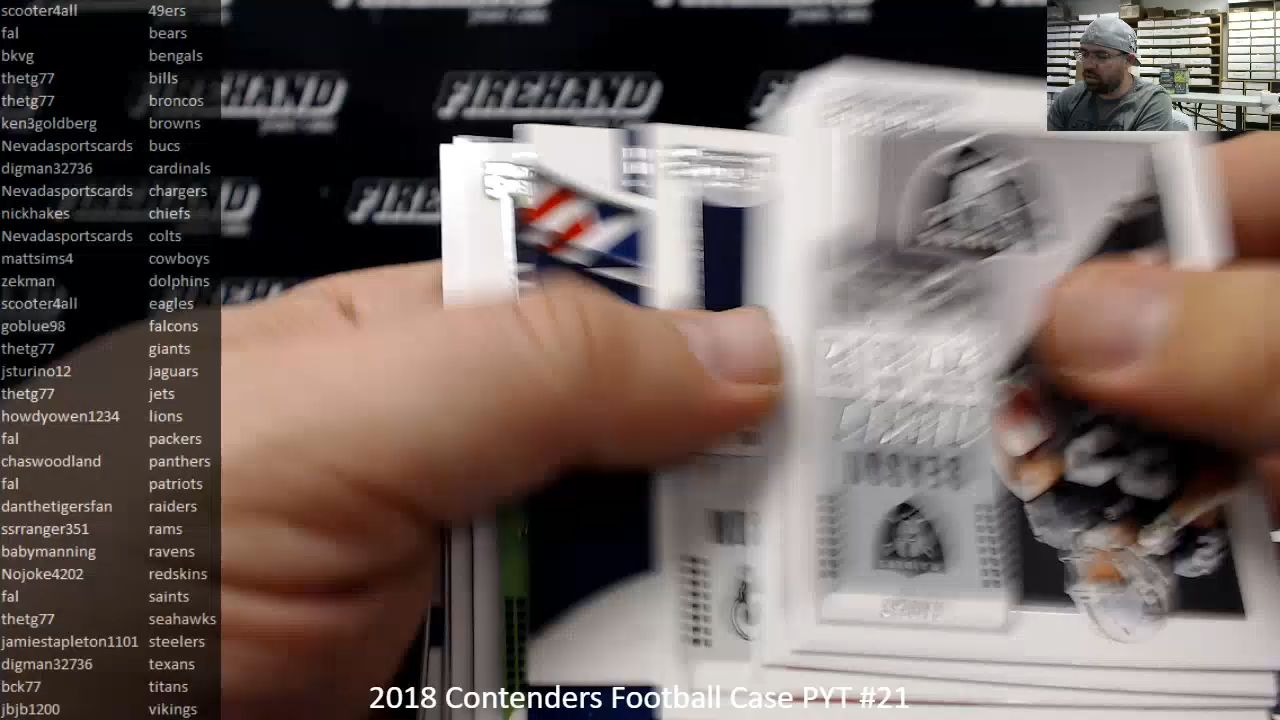 scooter4all 49ers
fal bears
bkvg bengals
thetg77 bills
thetg77 broncos
ken3goldberg browns
Nevadasportscards bucs
digman32736 cardinals
Nevadasportscards chargers
nickhakes chiefs
Nevadasportscards colts
mattsims4 cowboys
zekman dolphins
scooter4all eagles
goblue98 falcons
thetg77 giants
jsturino12 jaguars
thetg77 jets
howdyowen1234 lions
fal packers
chaswoodland panthers
fal patriots
danthetigersfan raiders
ssrranger351 rams
babymanning ravens
Nojoke4202 redskins
fal saints
thetg77 seahawks
jamiestapleton1101 steelers
digman32736 texans
bck77 titans
jbjb1200 vikings
FIREHAND
FIREHAND
SEASON
2018 Contenders Football Case PYT #21